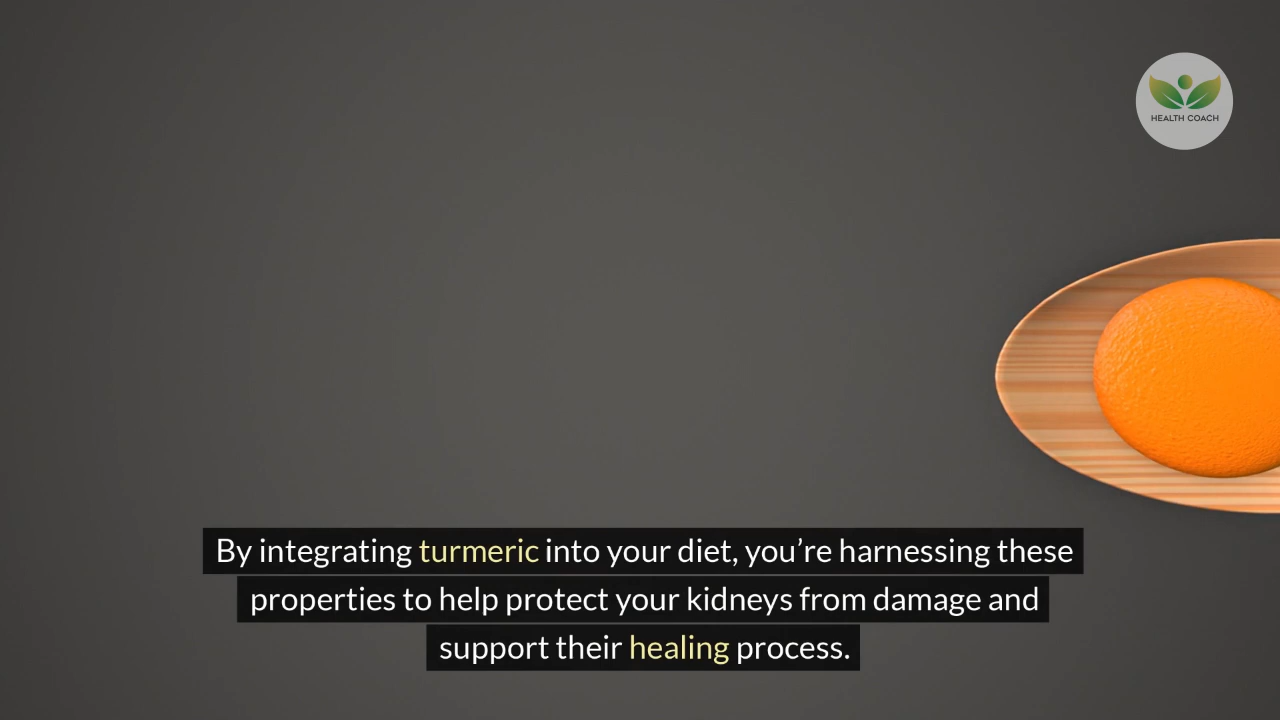 HEALTH COACH
By integrating turmeric into your diet, you’re harnessing these
properties to help protect your kidneys from damage and
support their healing process.